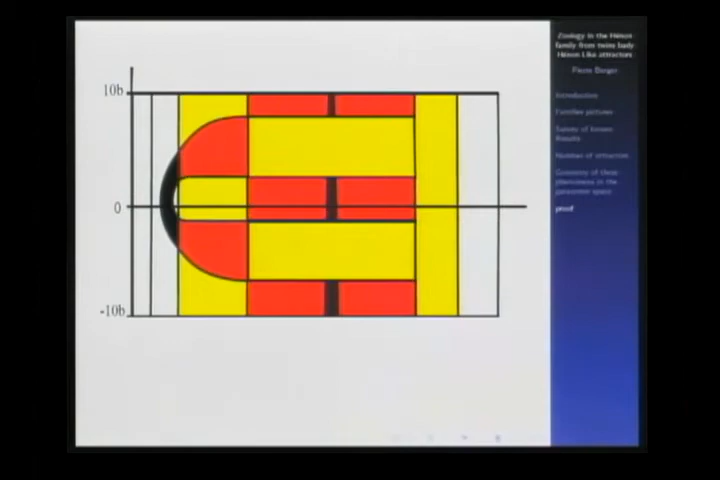 10b
0
-10b
Zoology in the Hénon
family from twins baby
Hénon Like attractors
Pierre Berger
Introduction
Families pictures
Survey of known
Results
Number of attractors
Geometry of these
phenomena in the
parameter space
proof